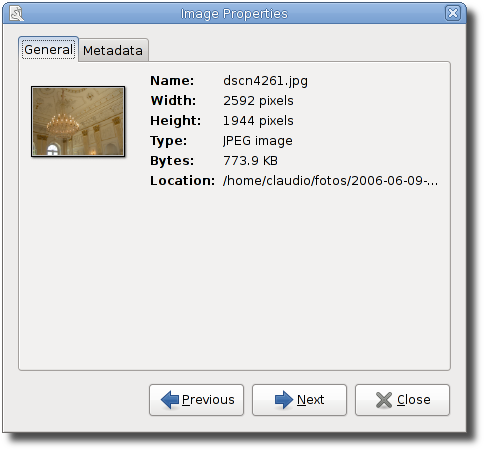 Image Properties
General Metadata
Name: dscn4261.jpg
Width: 2592 pixels
Height: 1944 pixels
Type: JPEG image
Bytes: 773.9 KB
Location: /home/claudio/fotos/2006-06-09-...
Previous Next Close